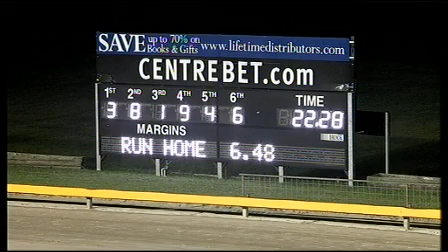 SAVE up to 70% on Books & Gifts www.lifetimedistributors.com
CENTREBET.com
1ST 2ND 3RD 4TH 5TH 6TH TIME
3 8 1 9 4 6 22.28
MARGINS
RUN HOME 6.48